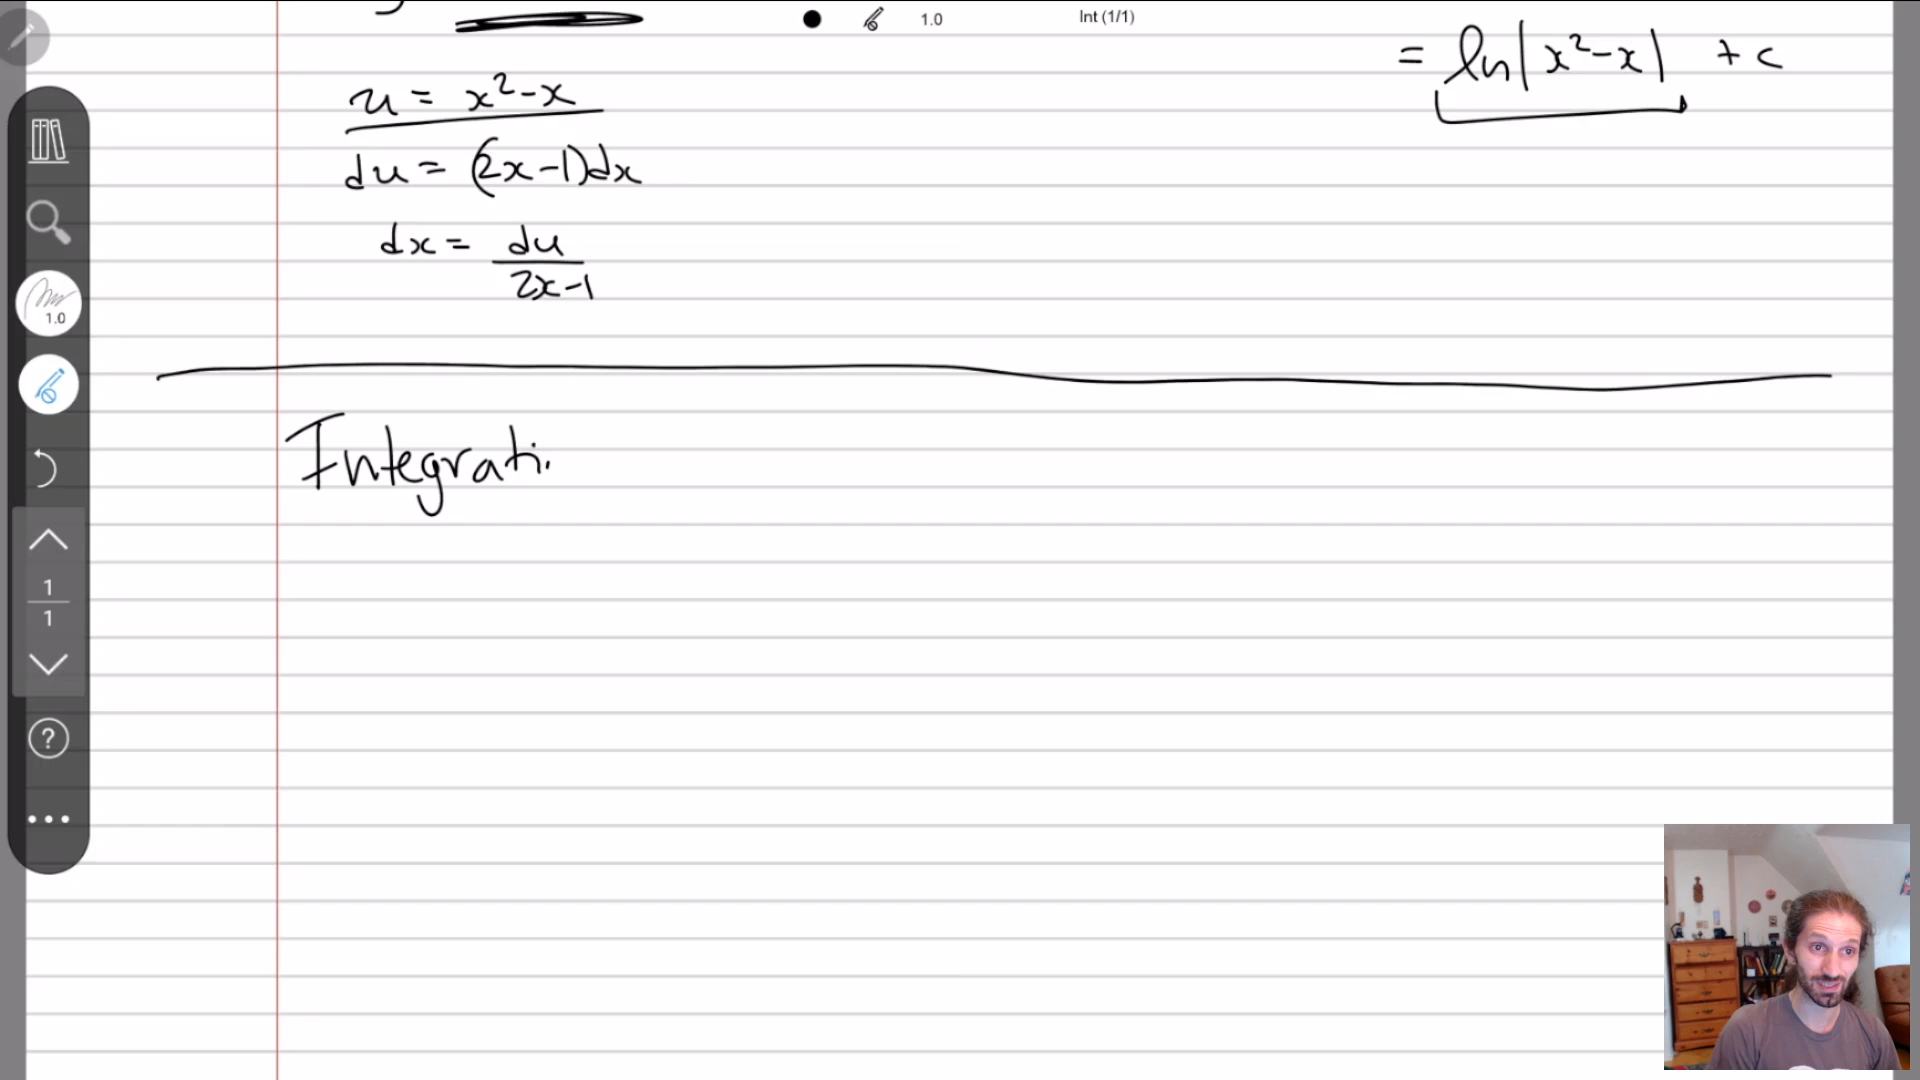 1.0
Int (1/1)
= ln|x²-x| + c
u = x²-x
du = (2x-1)dx
dx = du
2x-1
1.0
Integrati
1
1
?